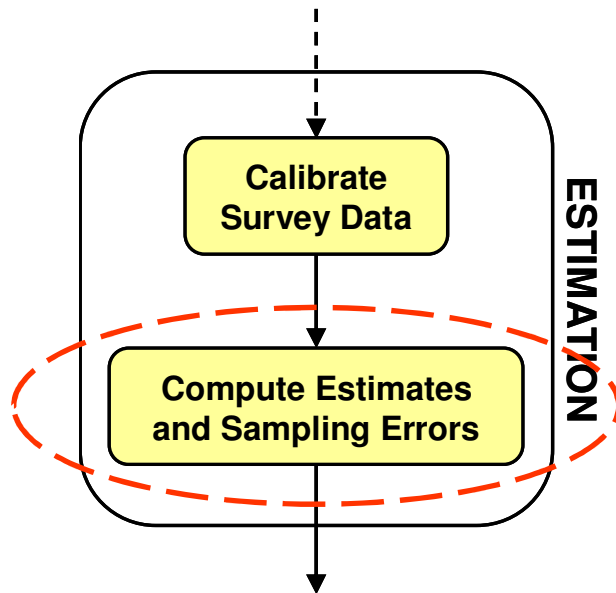 Calibrate
Survey Data
ESTIMATION
Compute Estimates
and Sampling Errors